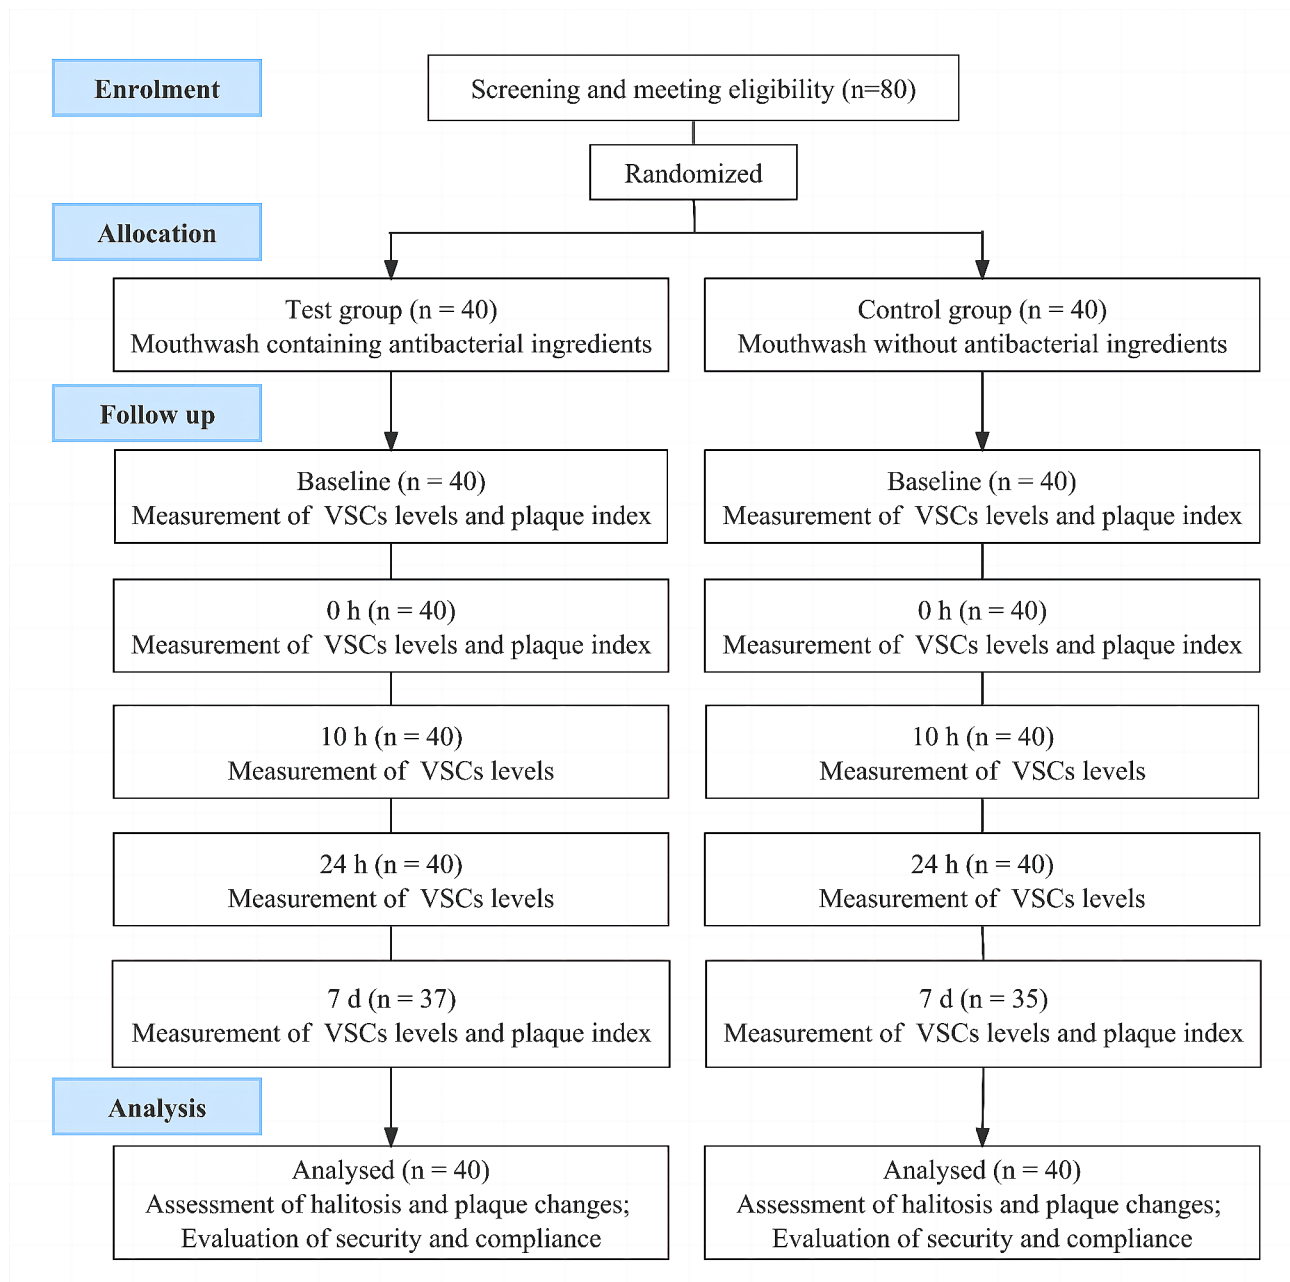 Enrolment
Screening and meeting eligibility (n=80)
Randomized
Allocation
Test group (n = 40)
Mouthwash containing antibacterial ingredients
Control group (n = 40)
Mouthwash without antibacterial ingredients
Follow up
Baseline (n = 40)
Measurement of VSCs levels and plaque index
Baseline (n = 40)
Measurement of VSCs levels and plaque index
0 h (n = 40)
Measurement of VSCs levels and plaque index
0 h (n = 40)
Measurement of VSCs levels and plaque index
10 h (n = 40)
Measurement of VSCs levels
10 h (n = 40)
Measurement of VSCs levels
24 h (n = 40)
Measurement of VSCs levels
24 h (n = 40)
Measurement of VSCs levels
7 d (n = 37)
Measurement of VSCs levels and plaque index
7 d (n = 35)
Measurement of VSCs levels and plaque index
Analysis
Analysed (n = 40)
Assessment of halitosis and plaque changes;
Evaluation of security and compliance
Analysed (n = 40)
Assessment of halitosis and plaque changes;
Evaluation of security and compliance